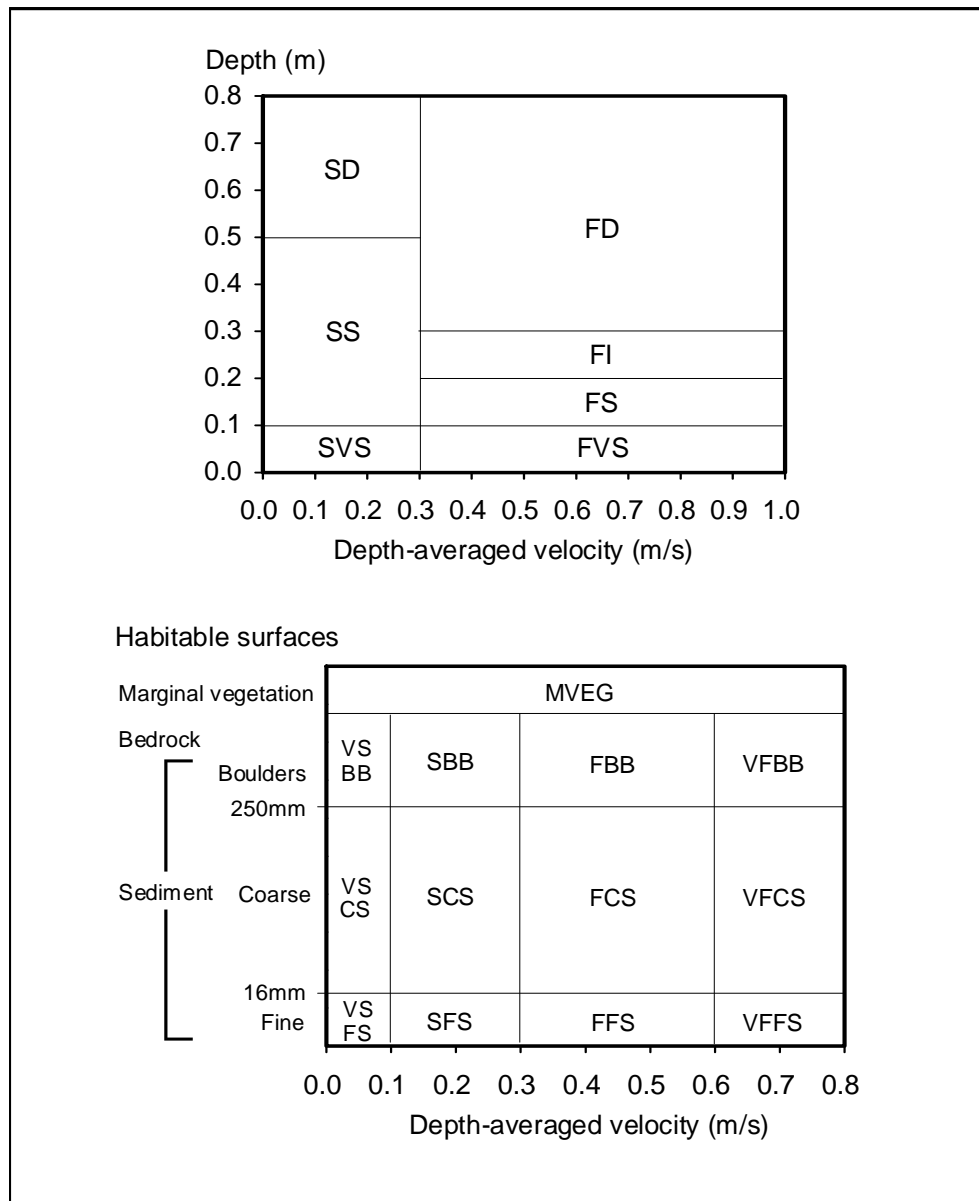 Depth (m)
0.8
0.7
SD
0.6
FD
0.5
0.4
0.3
SS
FI
0.2
FS
0.1
SVS FVS
0.0
0.0 0.1 0.2 0.3 0.4 0.5 0.6 0.7 0.8 0.9 1.0
Depth-averaged velocity (m/s)
Habitable surfaces
Marginal vegetation MVEG
Bedrock
VS
BB SBB FBB VFBB
Boulders
250mm
Sediment Coarse VS
CS SCS FCS VFCS
16mm
Fine VS
FS SFS FFS VFFS
0.0 0.1 0.2 0.3 0.4 0.5 0.6 0.7 0.8
Depth-averaged velocity (m/s)